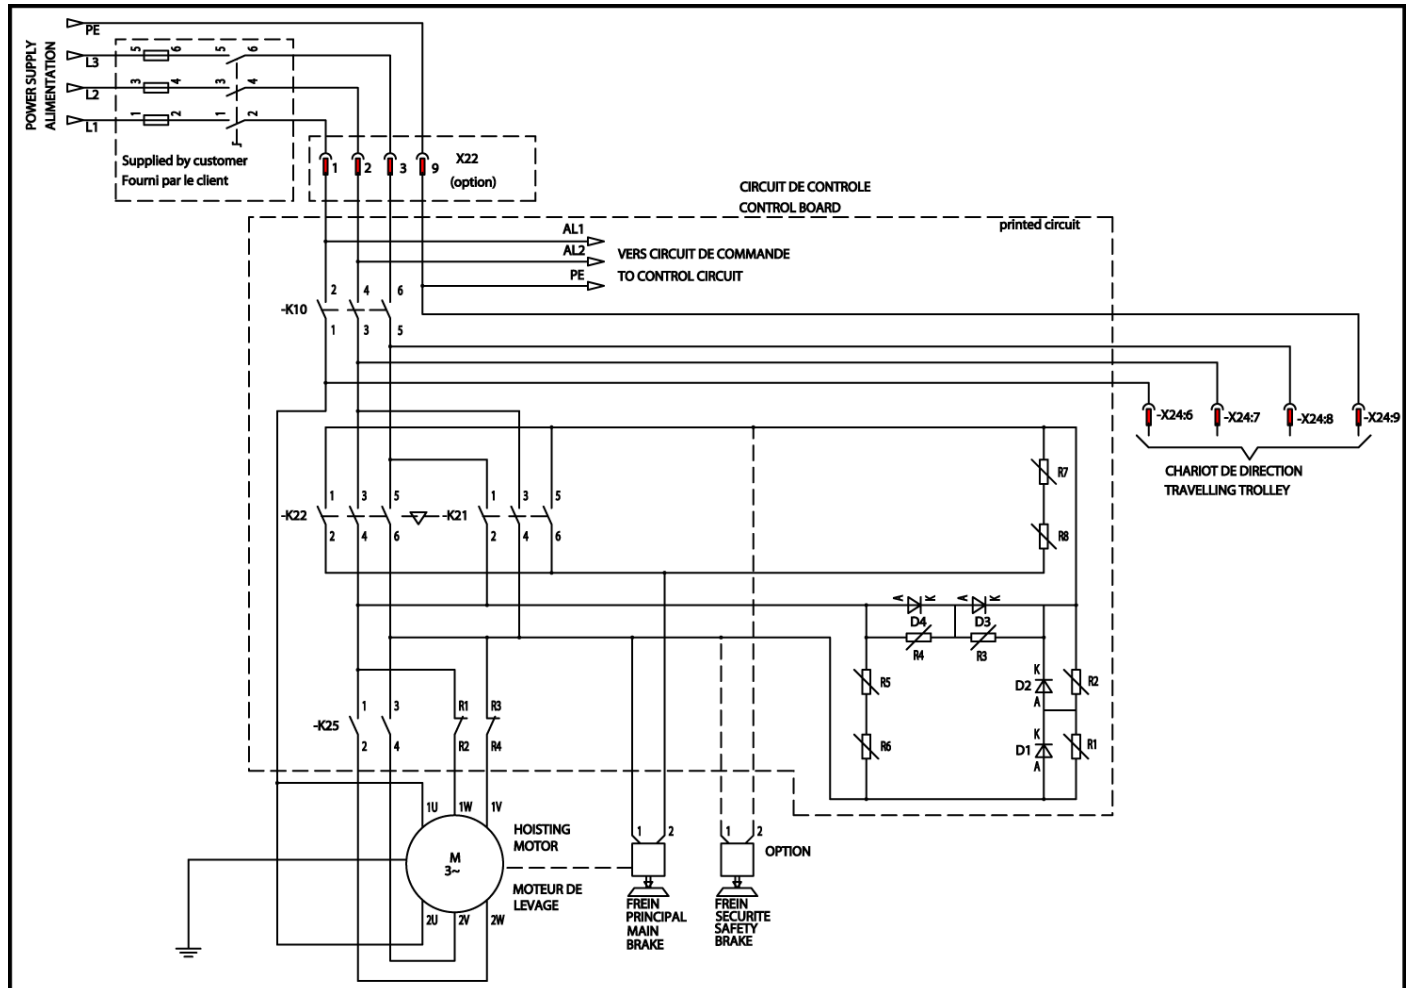 POWER SUPPLY
ALIMENTATION
PE
L3
5 6 5 6
L2
3 4 3 4
L1
1 2 1 2
Supplied by customer
Fourni par le client
1 2 3 9
X22
(option)
CIRCUIT DE CONTROLE
CONTROL BOARD
printed circuit
AL1
AL2
PE
VERS CIRCUIT DE COMMANDE
TO CONTROL CIRCUIT
2 4 6
-K10
1 3 5
-X24:6 -X24:7 -X24:8 -X24:9
CHARIOT DE DIRECTION
TRAVELLING TROLLEY
R7
1 3 5 1 3 5
-K22 -K21
2 4 6 2 4 6
R8
A K A K
D4 D3
R4 R3
R5
K
D2
A
R2
1 3 R1 R3
-K25
2 4 R2 R4
R6
K
D1
A
R1
1U 1W 1V
HOISTING
MOTOR
M
3~
MOTEUR DE
LEVAGE
2U 2V 2W
1 2
1 2
OPTION
FREIN
PRINCIPAL
MAIN
BRAKE
FREIN
SECURITE
SAFETY
BRAKE